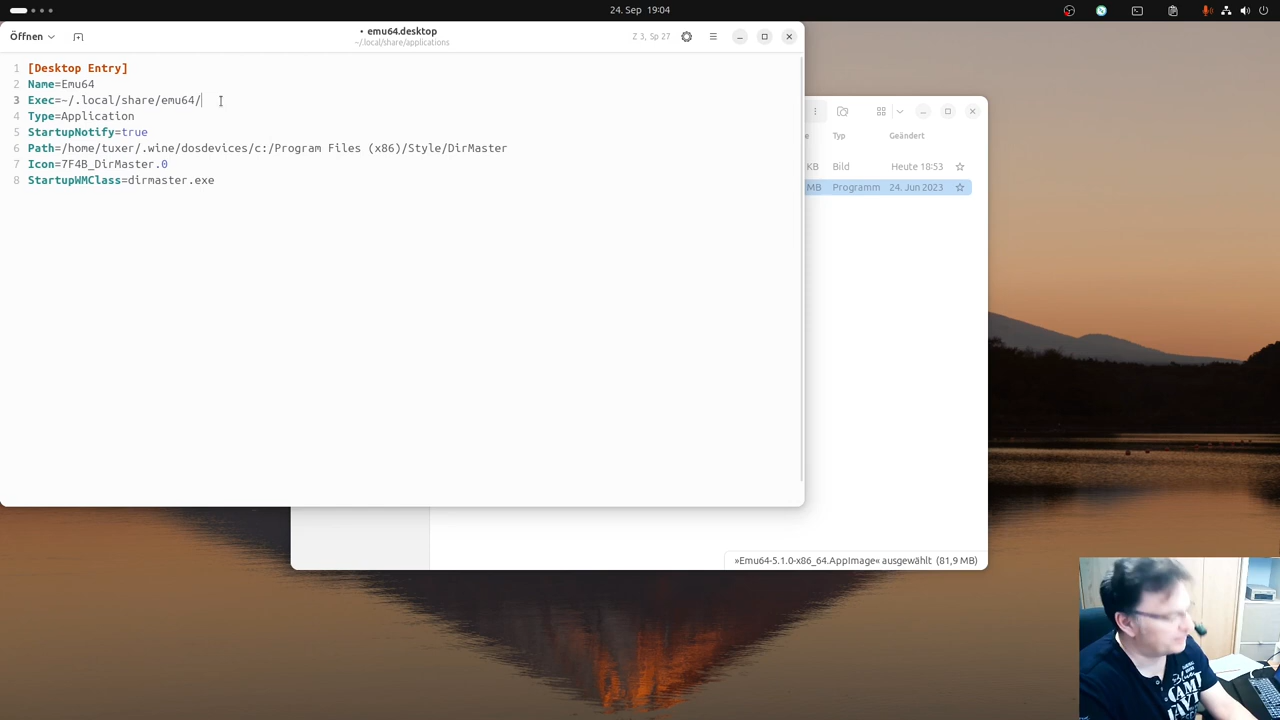 24. Sep 19:04
Öffnen
• emu64.desktop
~/.local/share/applications
Z 3, Sp 27
1 [Desktop Entry]
2 Name=Emu64
3 Exec=~/.local/share/emu64/
4 Type=Application
5 StartupNotify=true
6 Path=/home/tuxer/.wine/dosdevices/c:/Program Files (x86)/Style/DirMaster
7 Icon=7F4B_DirMaster.0
8 StartupWMClass=dirmaster.exe
Typ Geändert
KB Bild Heute 18:53
MB Programm 24. Jun 2023
»Emu64-5.1.0-x86_64.AppImage« ausgewählt (81,9 MB)